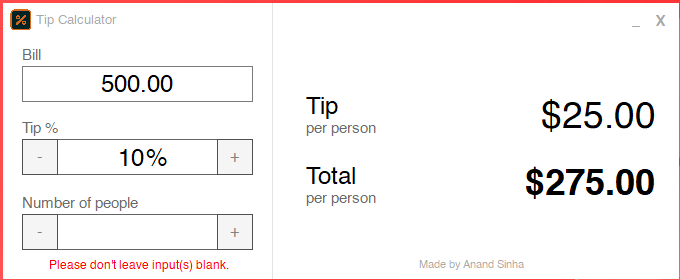 Tip Calculator
_ X
Bill
500.00
Tip %
- 10% +
Number of people
- +
Please don't leave input(s) blank.
Tip
per person
$25.00
Total
per person
$275.00
Made by Anand Sinha